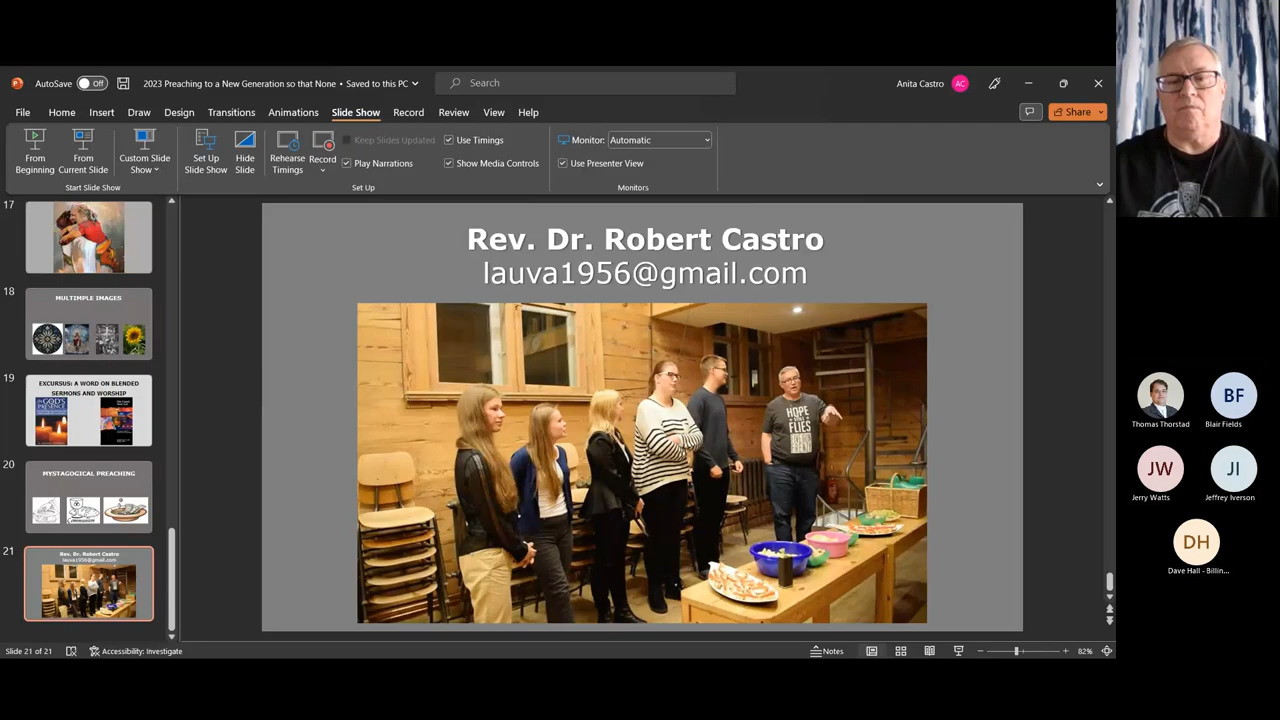 AutoSave Off 2023 Preaching to a New Generation so that None • Saved to this PC Search Anita Castro AC
File Home Insert Draw Design Transitions Animations Slide Show Record Review View Help Share
From Beginning
From Current Slide
Custom Slide Show
Start Slide Show
Set Up Slide Show
Hide Slide
Rehearse Timings
Record
Keep Slides Updated
Play Narrations
Use Timings
Show Media Controls
Set Up
Monitor: Automatic
Use Presenter View
Monitors
17
18
MULTIMPLE IMAGES
19
EXCURSUS: A WORD ON BLENDED
SERMONS AND WORSHIP
GOD'S
PRESENCE
20
MYSTAGOGICAL PREACHING
21
Rev. Dr. Robert Castro
lauva1956@gmail.com
Rev. Dr. Robert Castro
lauva1956@gmail.com
HOPE
FLIES
Thomas Thorstad
BF
Blair Fields
JW
Jerry Watts
JI
Jeffrey Iverson
DH
Dave Hall - Billin...
Slide 21 of 21 Accessibility: Investigate Notes 82%